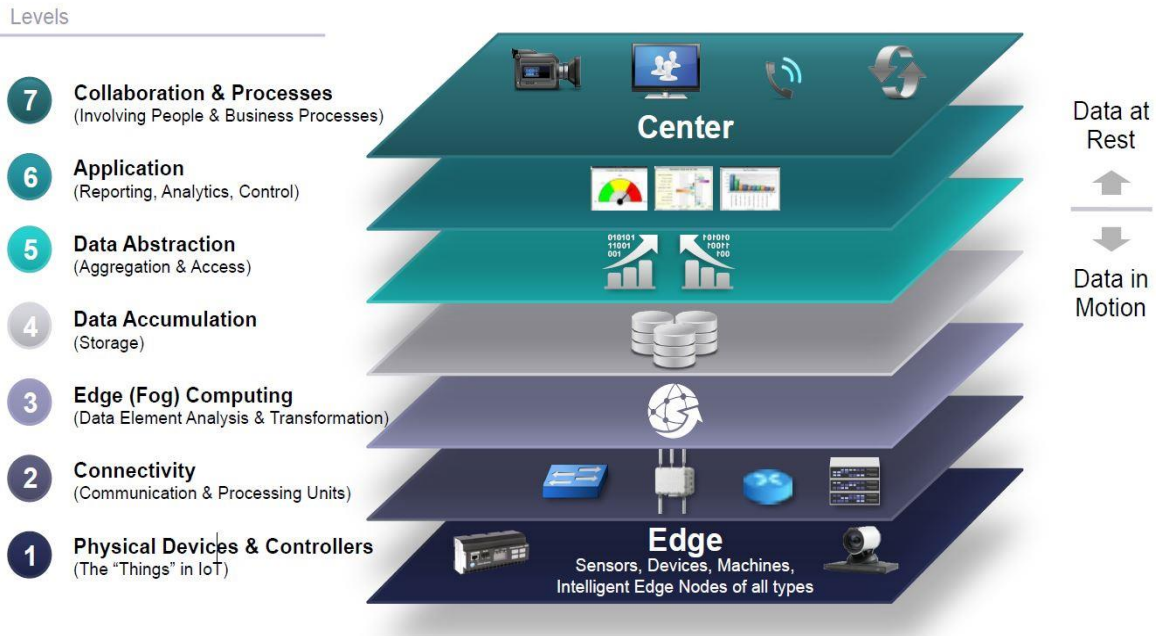 Levels
7
Collaboration & Processes
(Involving People & Business Processes)
6
Application
(Reporting, Analytics, Control)
5
Data Abstraction
(Aggregation & Access)
4
Data Accumulation
(Storage)
3
Edge (Fog) Computing
(Data Element Analysis & Transformation)
2
Connectivity
(Communication & Processing Units)
1
Physical Devices & Controllers
(The “Things” in IoT)
Center
010101
11001
001
Edge
Sensors, Devices, Machines,
Intelligent Edge Nodes of all types
Data at
Rest
Data in
Motion